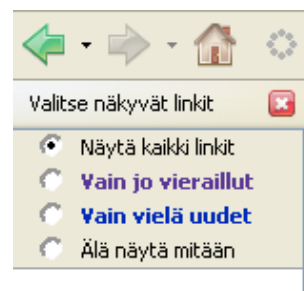 Valitse näkyvät linkit
Näytä kaikki linkit
Vain jo vieraillut
Vain vielä uudet
Älä näytä mitään